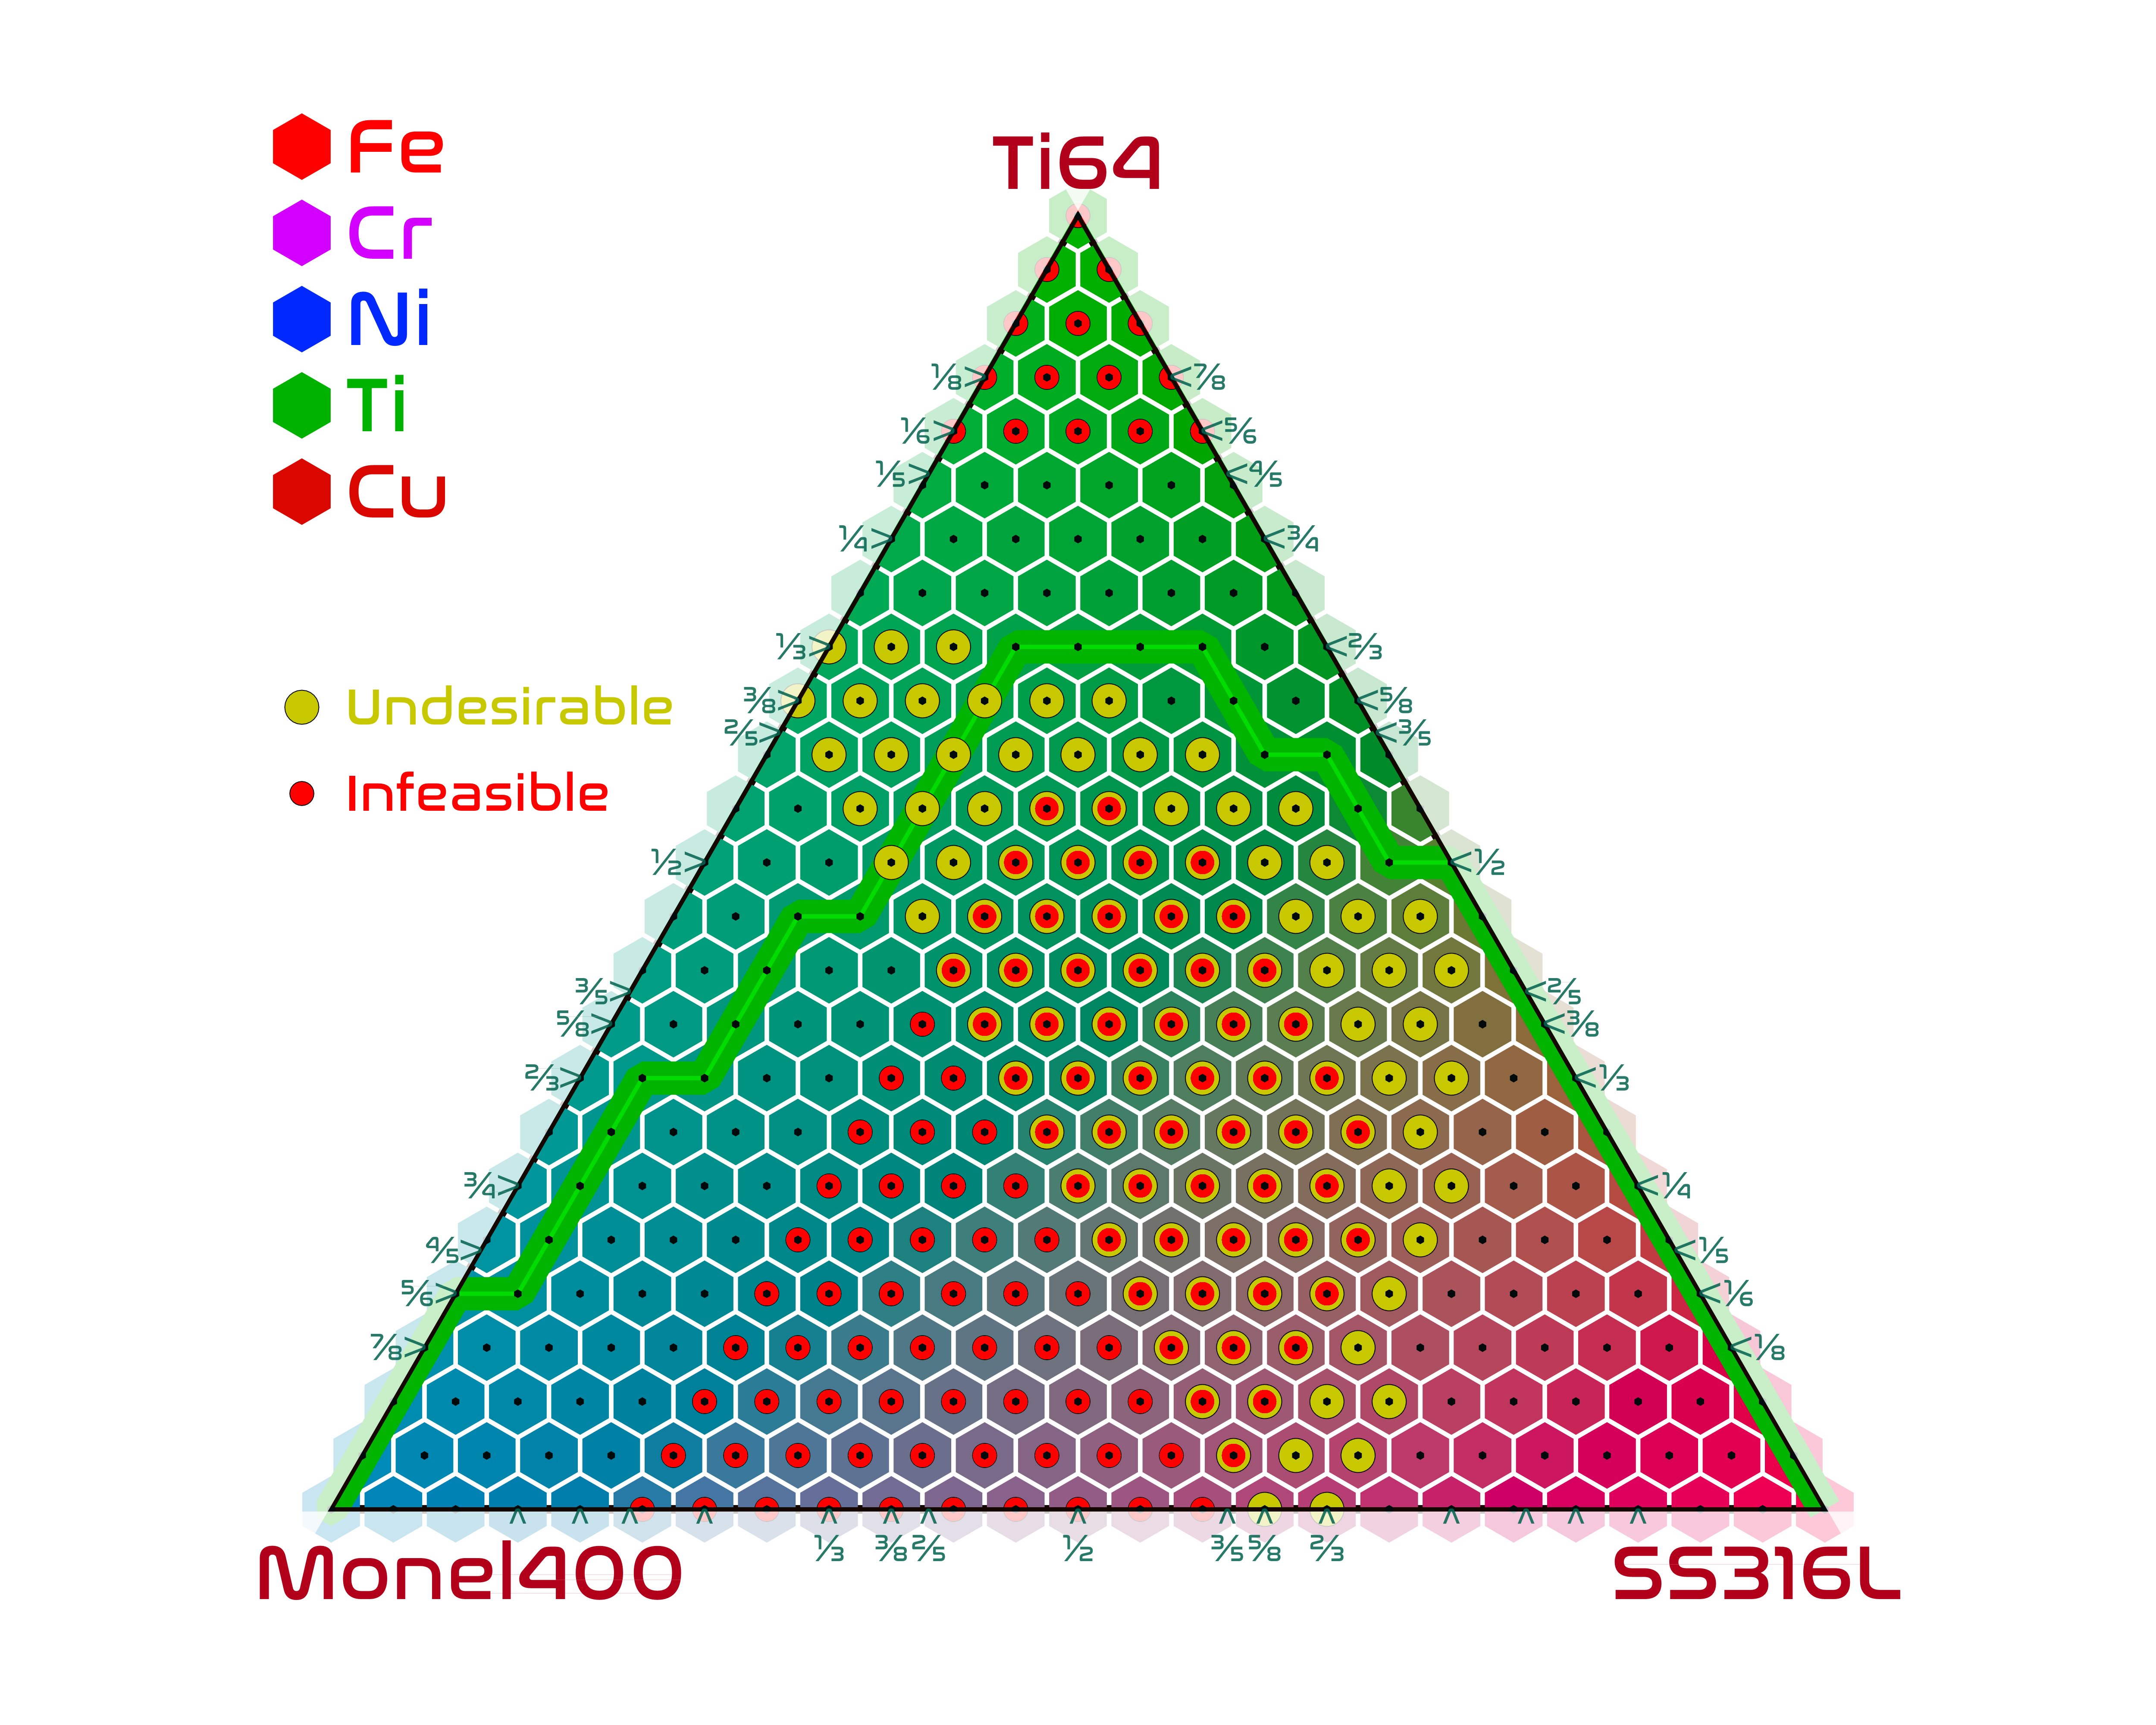 Ti64
Fe
Cr
Ni
Ti
Cu
1/8 7/8
1/6 5/6
1/5 4/5
1/4 3/4
1/3 2/3
3/8 5/8
2/5 3/5
Undesirable
Infeasible
1/2 1/2
3/5 2/5
5/8 3/8
2/3 1/3
3/4 1/4
4/5 1/5
5/6 1/6
7/8 1/8
1/3 3/8 2/5 1/2 3/5 5/8 2/3
Monel400 SS316L